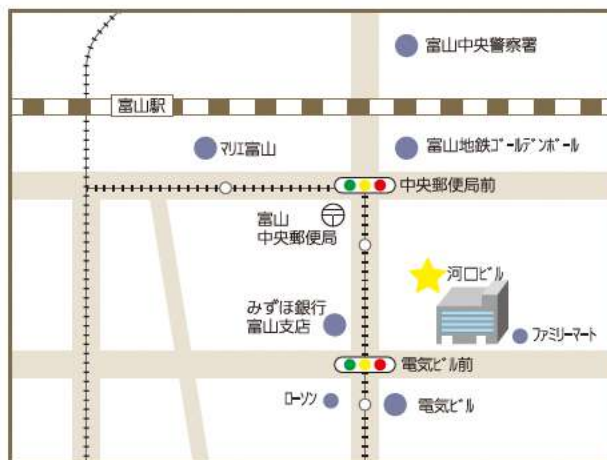 富山中央警察署
富山駅
マリエ富山
富山地鉄ゴールデンボール
中央郵便局前
富山
中央郵便局
河口ビル
みずほ銀行
富山支店
ファミリーマート
電気ビル前
ローソン
電気ビル